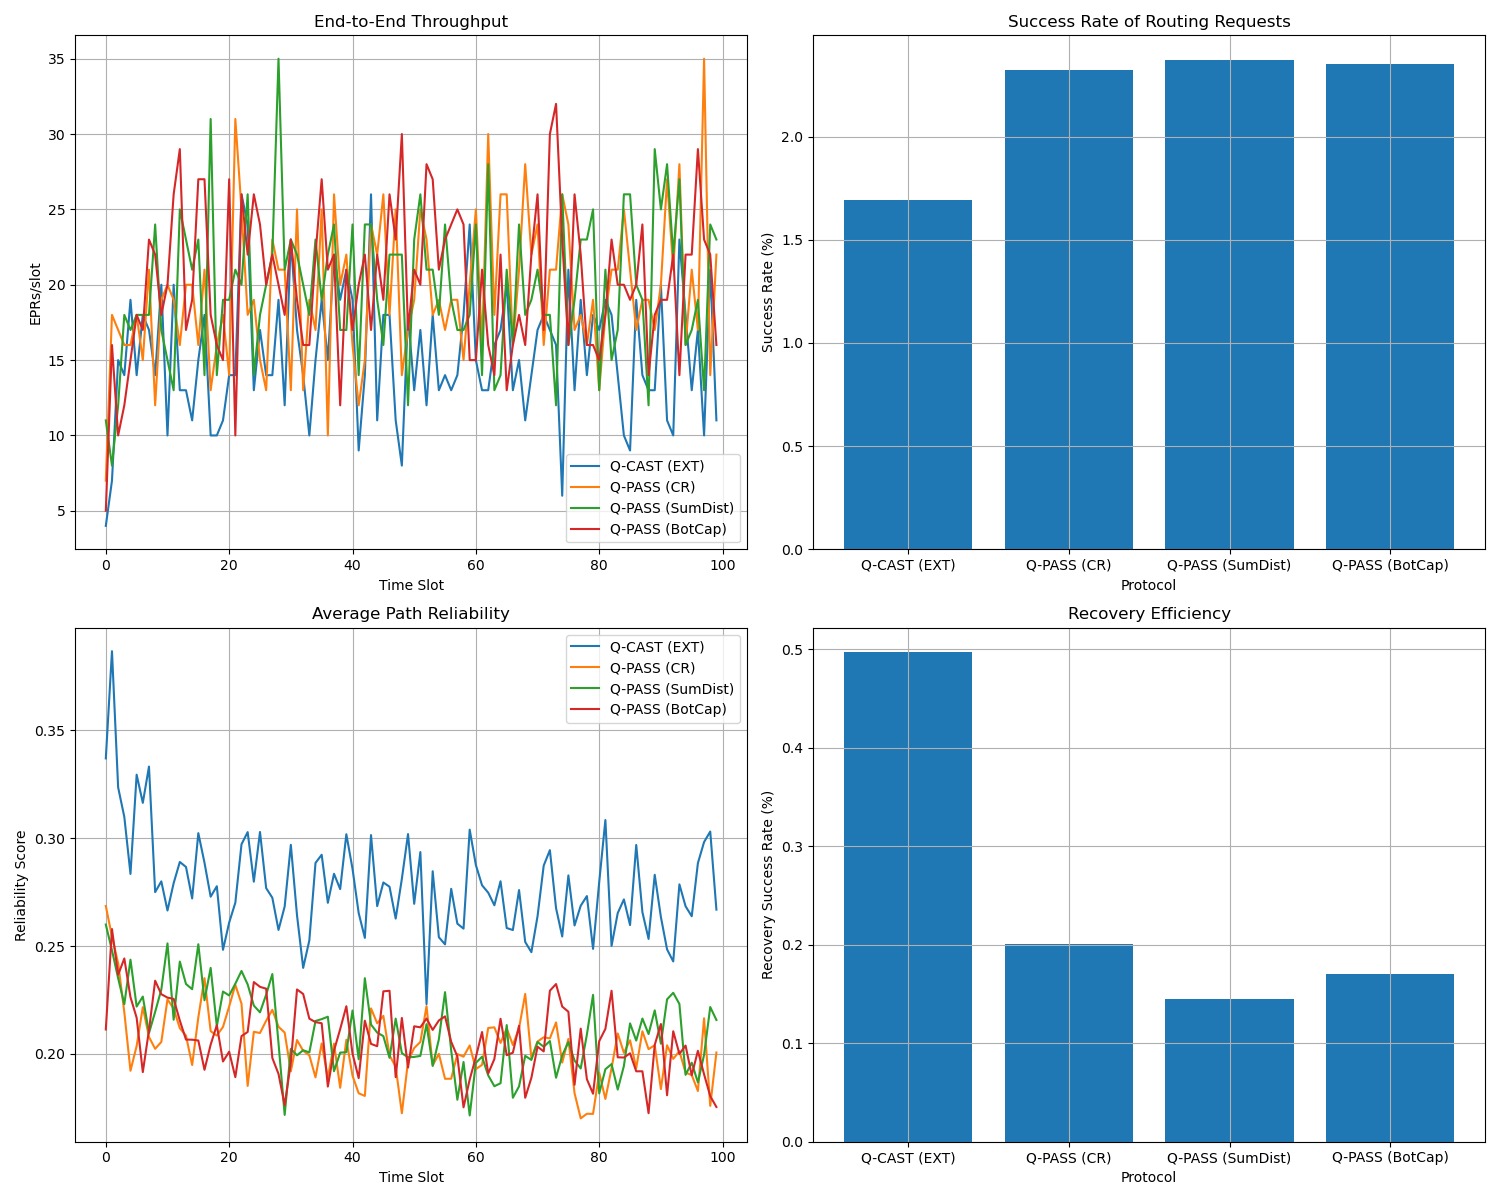 End-to-End Throughput
EPRs/slot
35
30
25
20
15
10
5
0
20
40
60
80
100
Time Slot
Q-CAST (EXT)
Q-PASS (CR)
Q-PASS (SumDist)
Q-PASS (BotCap)
Success Rate of Routing Requests
Success Rate (%)
2.0
1.5
1.0
0.5
0.0
Q-CAST (EXT)
Q-PASS (CR)
Q-PASS (SumDist)
Q-PASS (BotCap)
Protocol
Average Path Reliability
Reliability Score
0.35
0.30
0.25
0.20
0
20
40
60
80
100
Time Slot
Q-CAST (EXT)
Q-PASS (CR)
Q-PASS (SumDist)
Q-PASS (BotCap)
Recovery Efficiency
Recovery Success Rate (%)
0.5
0.4
0.3
0.2
0.1
0.0
Q-CAST (EXT)
Q-PASS (CR)
Q-PASS (SumDist)
Q-PASS (BotCap)
Protocol